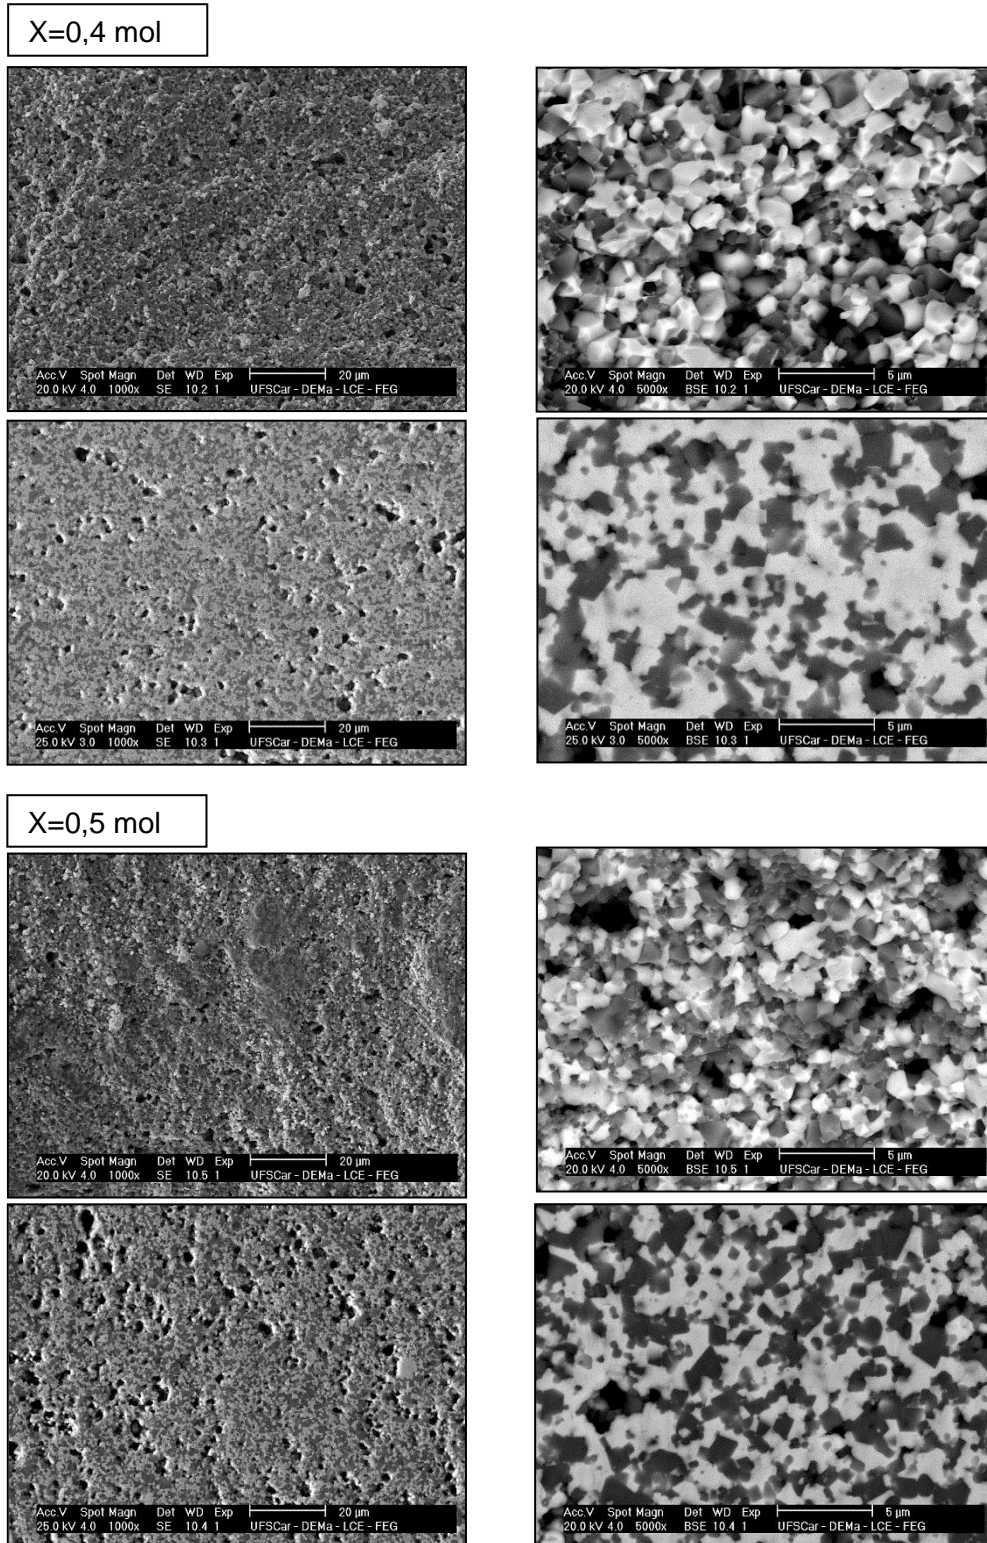 X=0,4 mol
Acc.V Spot Magn Det WD Exp 20 µm
20.0 kV 4.0 1000x SE 10.2 1 UFSCar - DEMa - LCE - FEG
Acc.V Spot Magn Det WD Exp 5 µm
20.0 kV 4.0 5000x BSE 10.2 1 UFSCar - DEMa - LCE - FEG
Acc.V Spot Magn Det WD Exp 20 µm
25.0 kV 3.0 1000x SE 10.3 1 UFSCar - DEMa - LCE - FEG
Acc.V Spot Magn Det WD Exp 5 µm
25.0 kV 3.0 5000x BSE 10.3 1 UFSCar - DEMa - LCE - FEG
X=0,5 mol
Acc.V Spot Magn Det WD Exp 20 µm
20.0 kV 4.0 1000x SE 10.5 1 UFSCar - DEMa - LCE - FEG
Acc.V Spot Magn Det WD Exp 5 µm
20.0 kV 4.0 5000x BSE 10.5 1 UFSCar - DEMa - LCE - FEG
Acc.V Spot Magn Det WD Exp 20 µm
25.0 kV 4.0 1000x SE 10.4 1 UFSCar - DEMa - LCE - FEG
Acc.V Spot Magn Det WD Exp 5 µm
20.0 kV 4.0 5000x BSE 10.4 1 UFSCar - DEMa - LCE - FEG